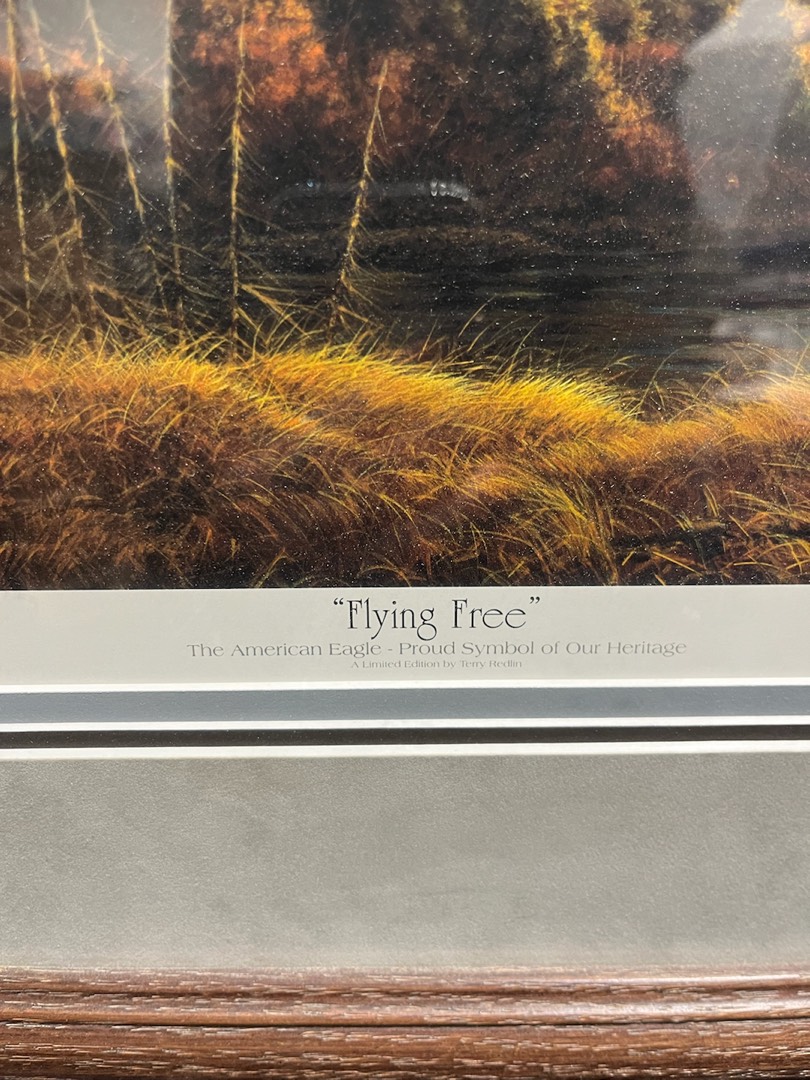 “Flying Free”
The American Eagle - Proud Symbol of Our Heritage
A Limited Edition by Terry Redlin